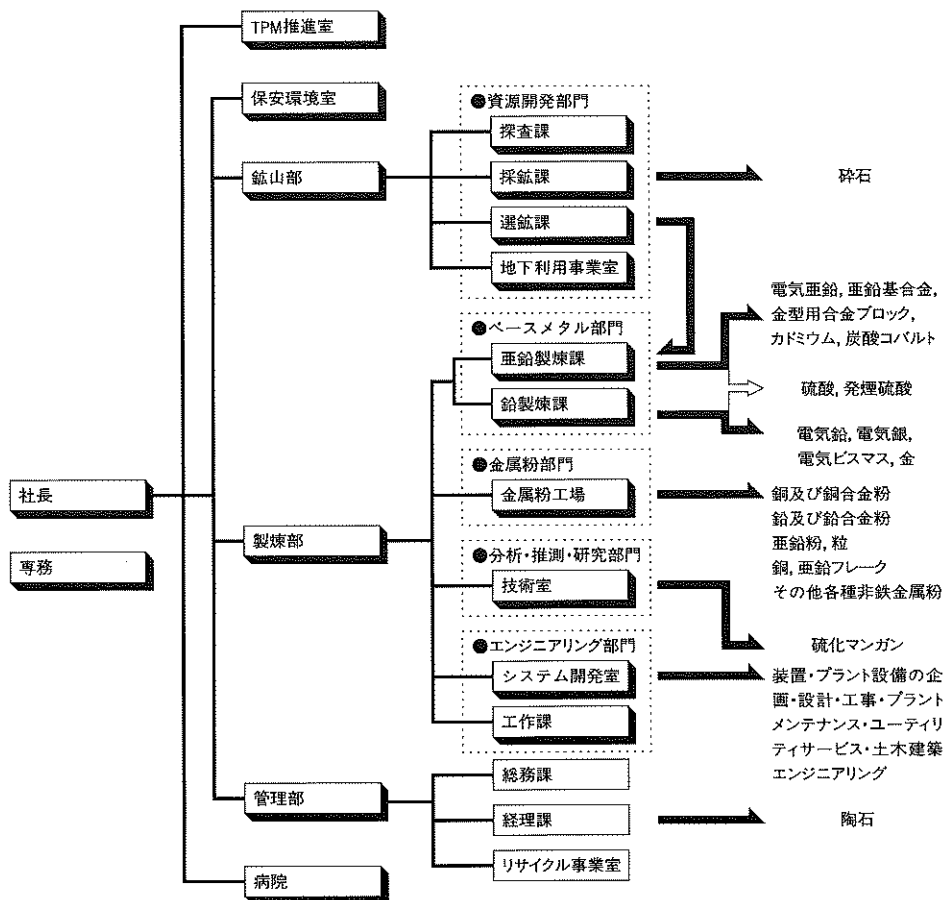 TPM推進室
保安環境室
●資源開発部門
探査課
鉱山部
採鉱課
砕石
選鉱課
地下利用事業室
電気亜鉛, 亜鉛基合金,
金型用合金ブロック,
カドミウム, 炭酸コバルト
●ベースメタル部門
亜鉛製煉課
硫酸, 発煙硫酸
鉛製煉課
電気鉛, 電気銀,
電気ビスマス, 金
●金属粉部門
社長
金属粉工場
銅及び銅合金粉
鉛及び鉛合金粉
亜鉛粉, 粒
銅, 亜鉛フレーク
その他各種非鉄金属粉
製煉部
専務
●分析・推測・研究部門
技術室
硫化マンガン
●エンジニアリング部門
システム開発室
装置・プラント設備の企
画・設計・工事・プラント
メンテナンス・ユーティリ
ティサービス・土木建築
エンジニアリング
工作課
総務課
管理部
経理課
陶石
リサイクル事業室
病院